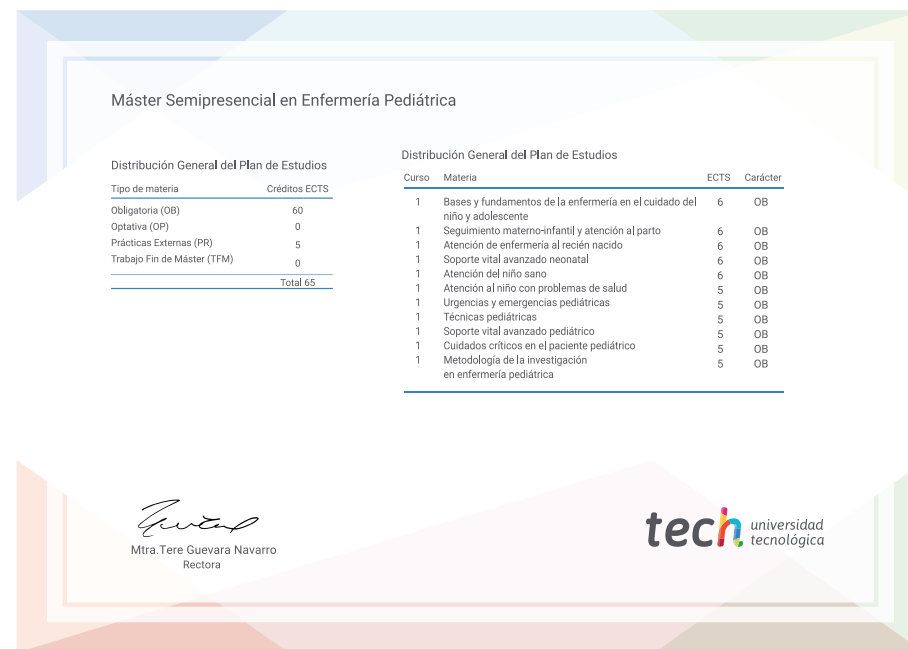 Máster Semipresencial en Enfermería Pediátrica
Distribución General del Plan de Estudios
Tipo de materia Créditos ECTS
Obligatoria (OB) 60
Optativa (OP) 0
Prácticas Externas (PR) 5
Trabajo Fin de Máster (TFM) 0
Total 65
Distribución General del Plan de Estudios
Curso Materia ECTS Carácter
1 Bases y fundamentos de la enfermería en el cuidado del 6 OB
niño y adolescente
1 Seguimiento materno-infantil y atención al parto 6 OB
1 Atención de enfermería al recién nacido 6 OB
1 Soporte vital avanzado neonatal 6 OB
1 Atención del niño sano 6 OB
1 Atención al niño con problemas de salud 5 OB
1 Urgencias y emergencias pediátricas 5 OB
1 Técnicas pediátricas 5 OB
1 Soporte vital avanzado pediátrico 5 OB
1 Cuidados críticos en el paciente pediátrico 5 OB
1 Metodología de la investigación 5 OB
en enfermería pediátrica
Mtra.Tere Guevara Navarro
Rectora
tech universidad
tecnológica